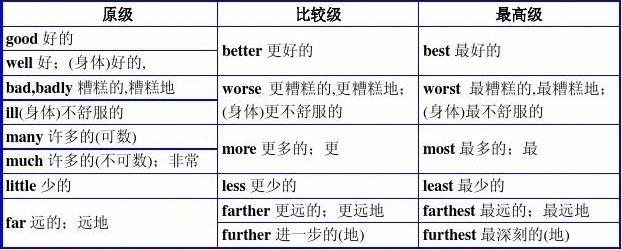 原级 比较级 最高级
good 好的
better 更好的 best 最好的
well 好；(身体)好的,
bad,badly 糟糕的,糟糕地 worse 更糟糕的,更糟糕地； worst 最糟糕的,最糟糕地；
ill(身体)不舒服的 (身体)更不舒服的 (身体)最不舒服的
many 许多的(可数)
more 更多的；更 most 最多的；最
much 许多的(不可数)；非常
little 少的 less 更少的 least 最少的
far 远的；远地
farther 更远的；更远地 farthest 最远的；最远地
further 进一步的(地) furthest 最深刻的(地)